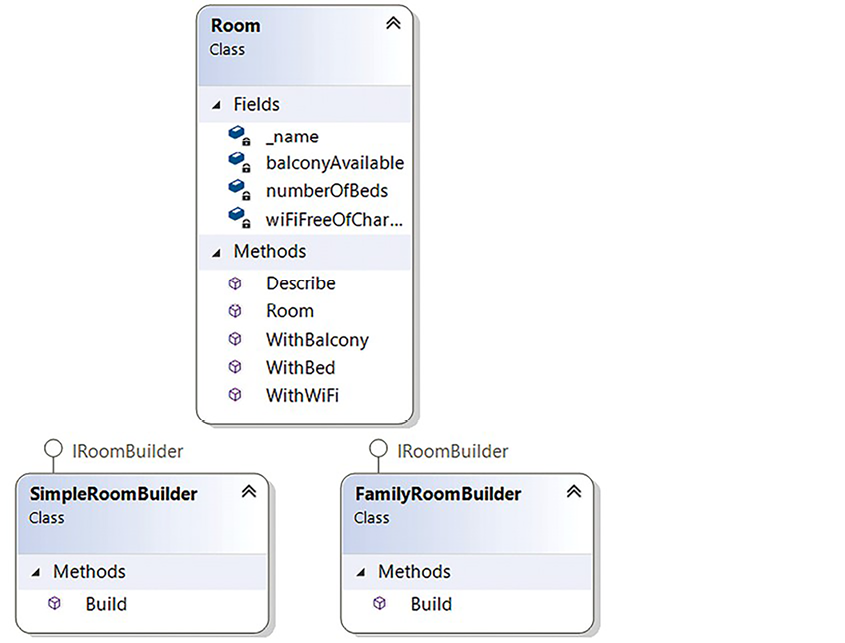 Room
Class
Fields
_name
balconyAvailable
numberOfBeds
wiFiFreeOfChar...
Methods
Describe
Room
WithBalcony
WithBed
WithWiFi
IRoomBuilder
SimpleRoomBuilder
Class
Methods
Build
IRoomBuilder
FamilyRoomBuilder
Class
Methods
Build